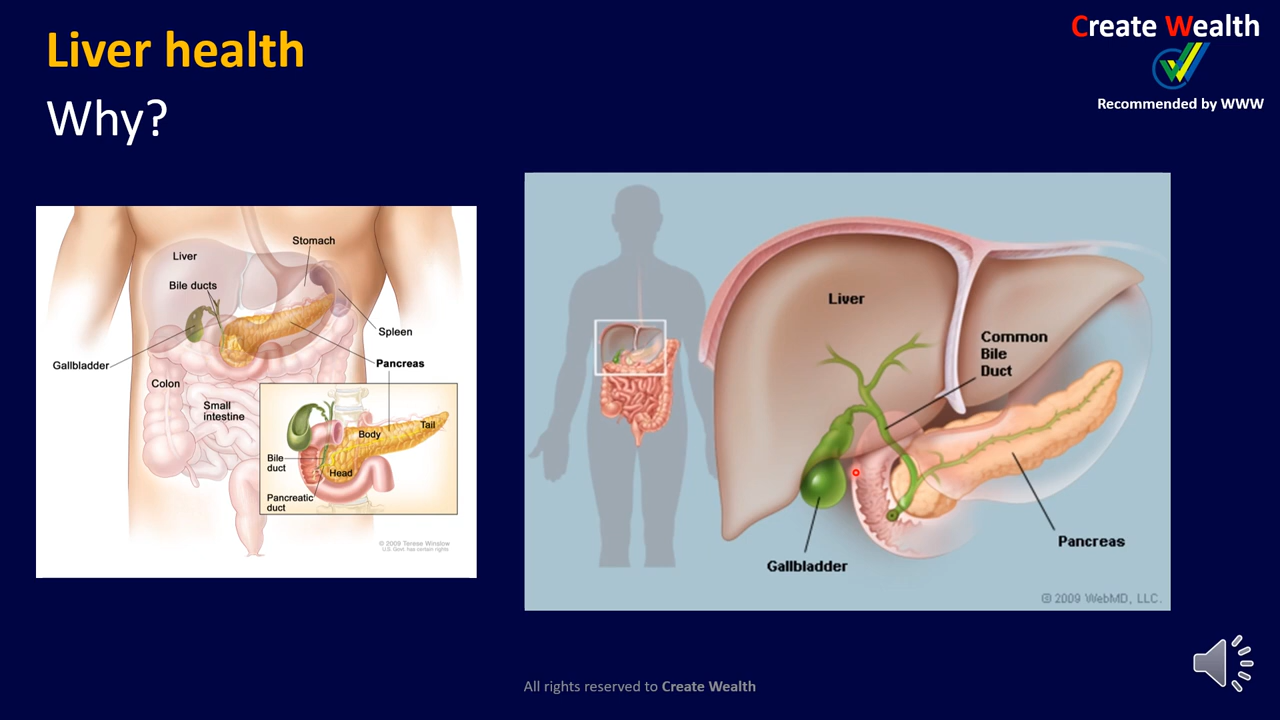 Liver health
Why?
Create Wealth
Recommended by WWW
Stomach
Liver
Bile ducts
Spleen
Gallbladder
Pancreas
Colon
Small
intestine
Tail
Body
Bile
duct
Head
Pancreatic
duct
© 2009 Terese Winslow
U.S. Govt. has certain rights
Liver
Common
Bile
Duct
Pancreas
Gallbladder
© 2009 WebMD, LLC.
All rights reserved to Create Wealth